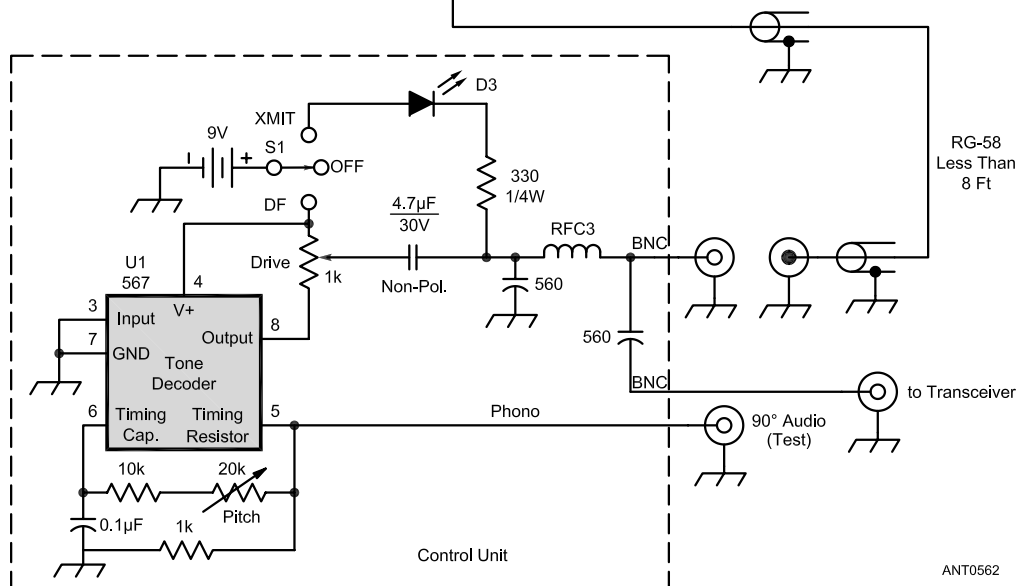 D3
XMIT
9V
S1
- +
OFF
DF
330
1/4W
RG-58
Less Than
8 Ft
4.7µF
30V
RFC3
BNC
Drive
1k
Non-Pol.
560
U1
567
4
3
Input
V+
7
GND
Output
8
Tone
Decoder
560
BNC
to Transceiver
6
Timing
Cap.
Timing
Resistor
5
Phono
90° Audio
(Test)
10k
20k
Pitch
0.1µF
1k
Control Unit
ANT0562